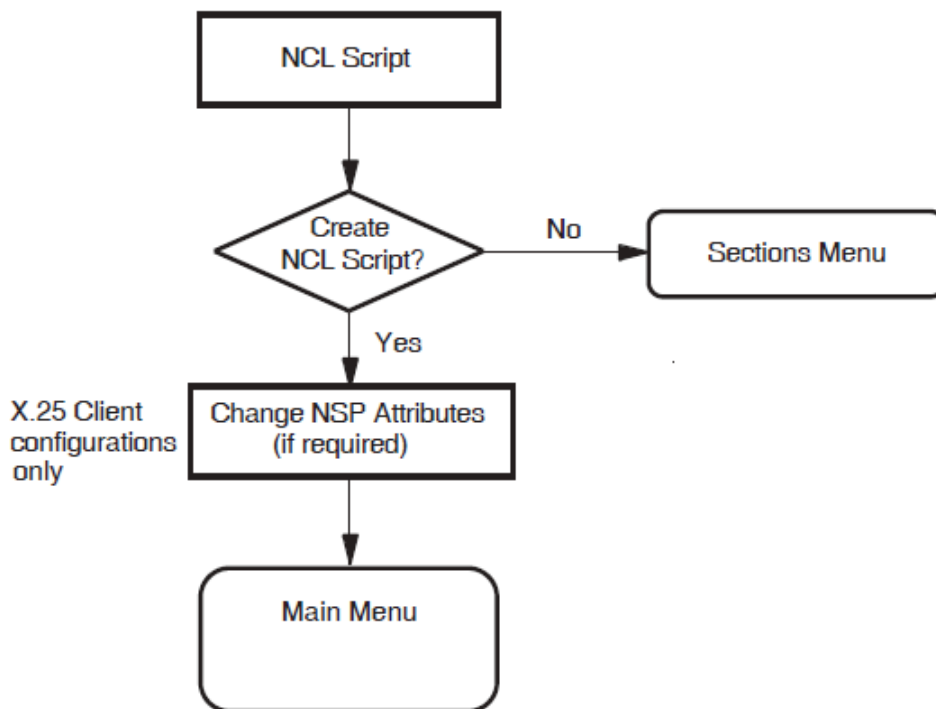 NCL Script
Create
NCL Script?
No
Sections Menu
Yes
X.25 Client
configurations
only
Change NSP Attributes
(if required)
Main Menu